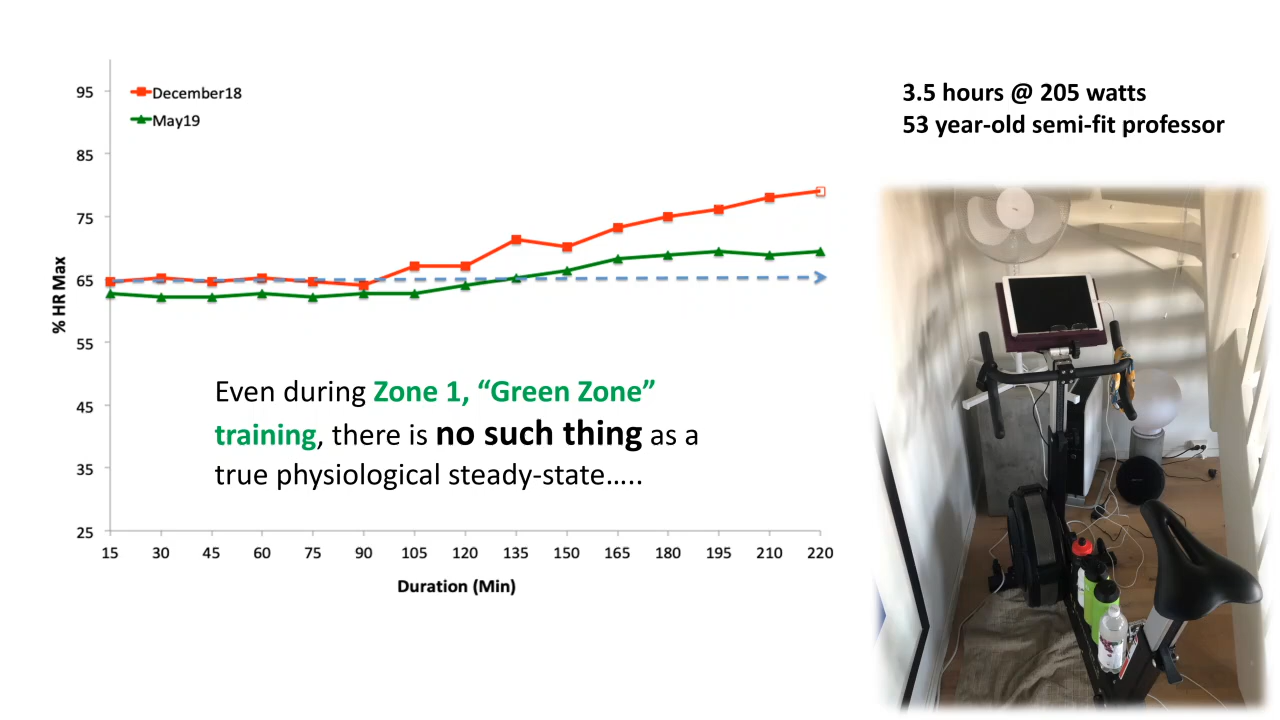 95
85
75
65
55
45
35
25
% HR Max
December18
May19
15 30 45 60 75 90 105 120 135 150 165 180 195 210 220
Duration (Min)
Even during Zone 1, “Green Zone”
training, there is no such thing as a
true physiological steady-state…..
3.5 hours @ 205 watts
53 year-old semi-fit professor